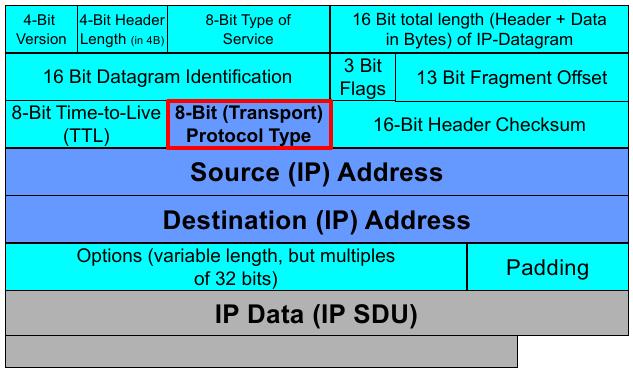 4-Bit
Version
4-Bit Header
Length (in 4B)
8-Bit Type of
Service
16 Bit total length (Header + Data
in Bytes) of IP-Datagram
16 Bit Datagram Identification
3 Bit
Flags
13 Bit Fragment Offset
8-Bit Time-to-Live
(TTL)
8-Bit (Transport)
Protocol Type
16-Bit Header Checksum
Source (IP) Address
Destination (IP) Address
Options (variable length, but multiples
of 32 bits)
Padding
IP Data (IP SDU)